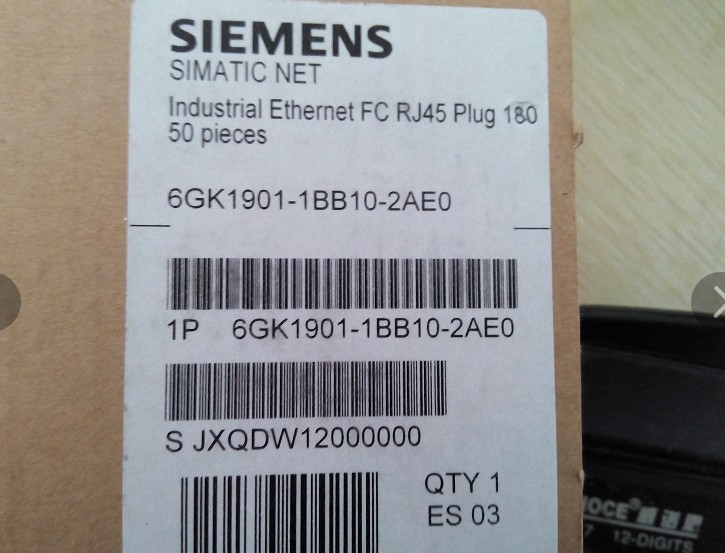 SIEMENS
SIMATIC NET
Industrial Ethernet FC RJ45 Plug 180
50 pieces
6GK1901-1BB10-2AE0
1P 6GK1901-1BB10-2AE0
S JXQDW12000000
QTY 1
ES 03
12-DIGITS